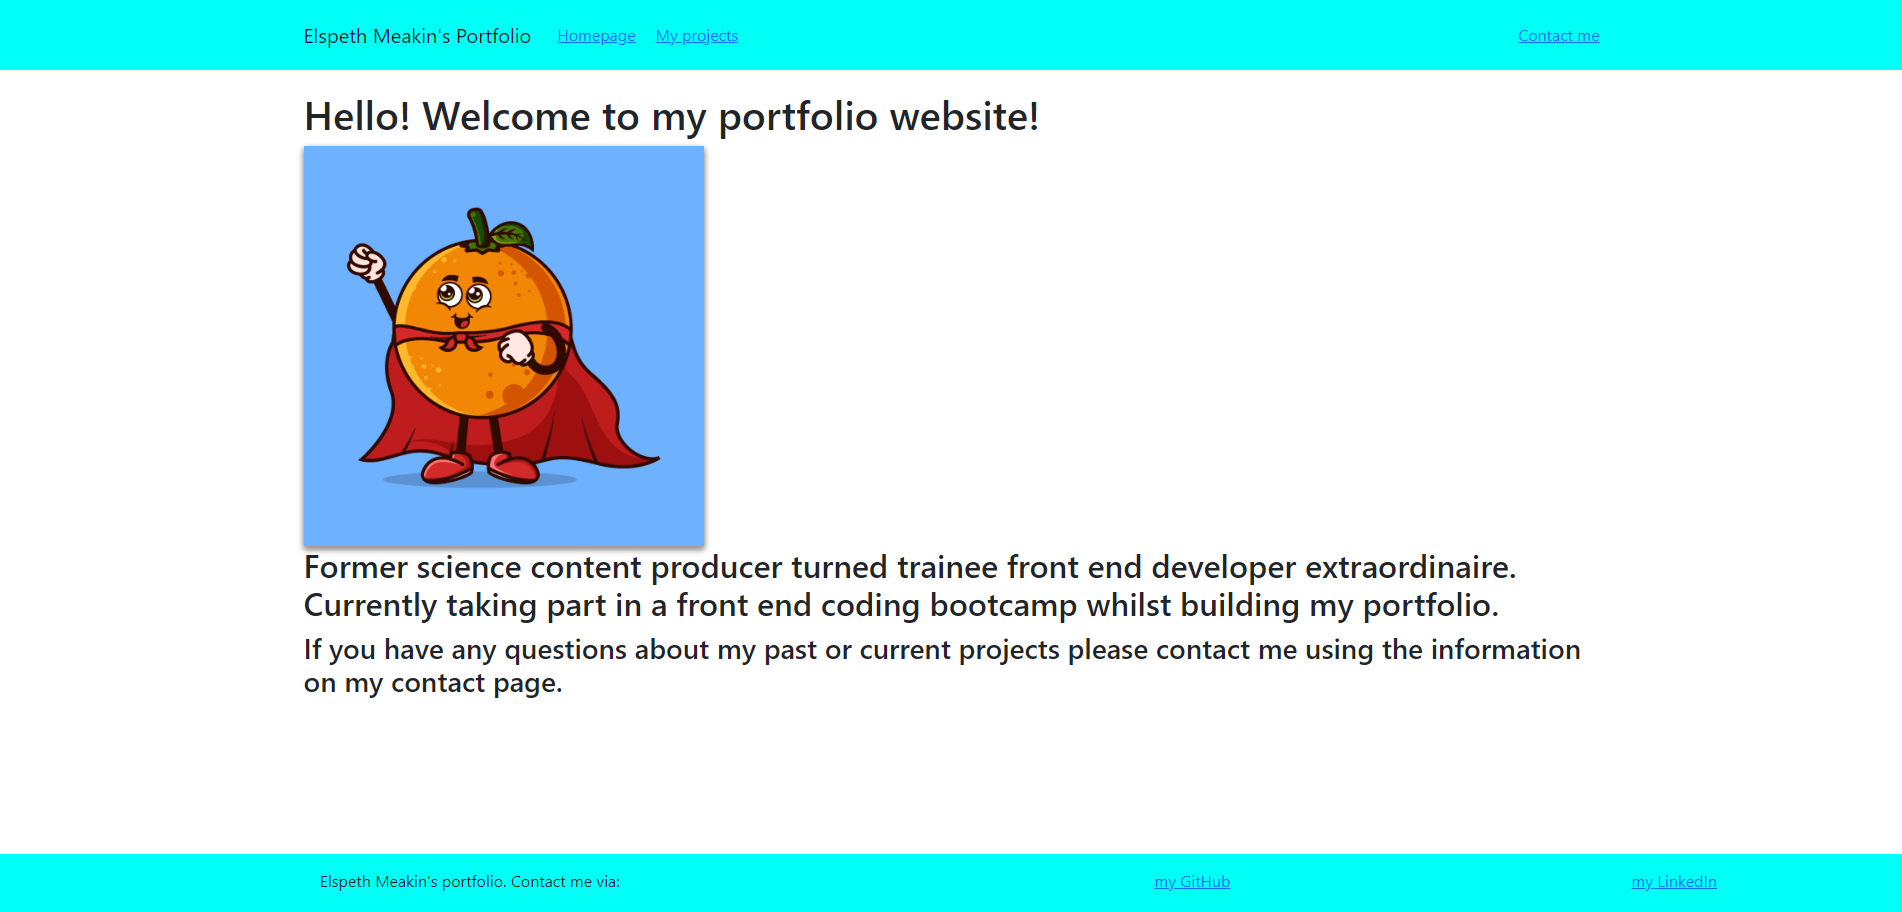 Elspeth Meakin's Portfolio Homepage My projects Contact me
Hello! Welcome to my portfolio website!
Former science content producer turned trainee front end developer extraordinaire.
Currently taking part in a front end coding bootcamp whilst building my portfolio.
If you have any questions about my past or current projects please contact me using the information
on my contact page.
Elspeth Meakin's portfolio. Contact me via: my GitHub my LinkedIn